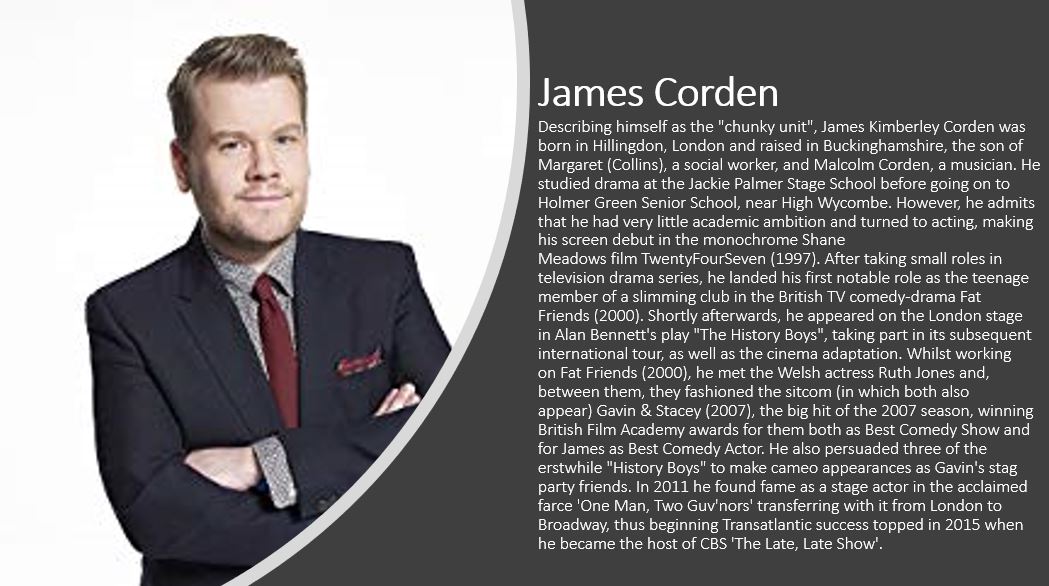 James Corden
Describing himself as the "chunky unit", James Kimberley Corden was
born in Hillingdon, London and raised in Buckinghamshire, the son of
Margaret (Collins), a social worker, and Malcolm Corden, a musician. He
studied drama at the Jackie Palmer Stage School before going on to
Holmer Green Senior School, near High Wycombe. However, he admits
that he had very little academic ambition and turned to acting, making
his screen debut in the monochrome Shane
Meadows film TwentyFourSeven (1997). After taking small roles in
television drama series, he landed his first notable role as the teenage
member of a slimming club in the British TV comedy-drama Fat
Friends (2000). Shortly afterwards, he appeared on the London stage
in Alan Bennett's play "The History Boys", taking part in its subsequent
international tour, as well as the cinema adaptation. Whilst working
on Fat Friends (2000), he met the Welsh actress Ruth Jones and,
between them, they fashioned the sitcom (in which both also
appear) Gavin & Stacey (2007), the big hit of the 2007 season, winning
British Film Academy awards for them both as Best Comedy Show and
for James as Best Comedy Actor. He also persuaded three of the
erstwhile "History Boys" to make cameo appearances as Gavin's stag
party friends. In 2011 he found fame as a stage actor in the acclaimed
farce 'One Man, Two Guv'nors' transferring with it from London to
Broadway, thus beginning Transatlantic success topped in 2015 when
he became the host of CBS 'The Late, Late Show'.